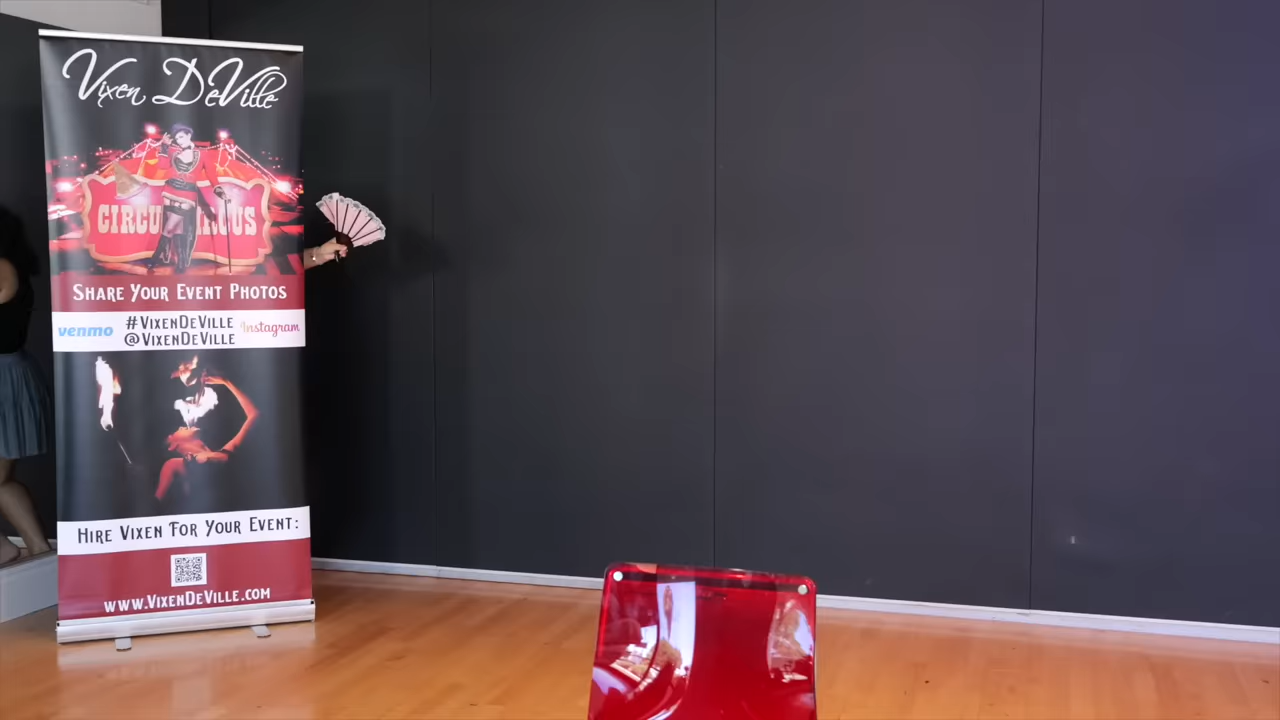 Vixen DeVille
CIRCUS CIRCUS
SHARE YOUR EVENT PHOTOS
venmo #VIXENDEVILLE Instagram
@VIXENDEVILLE
HIRE VIXEN FOR YOUR EVENT:
WWW.VIXENDEVILLE.COM